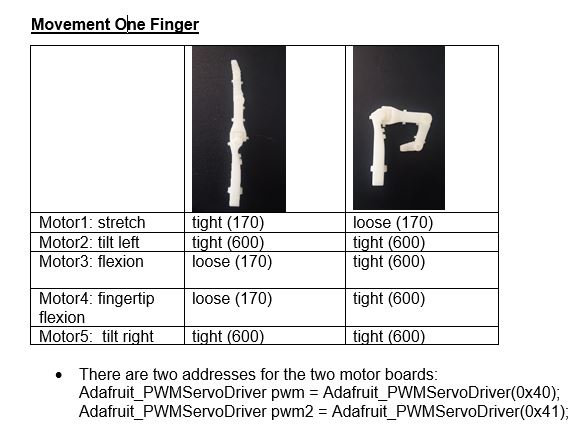 Movement One Finger
Motor1: stretch tight (170) loose (170)
Motor2: tilt left tight (600) tight (600)
Motor3: flexion loose (170) tight (600)
Motor4: fingertip loose (170) tight (600)
flexion
Motor5:  tilt right tight (600) tight (600)
• There are two addresses for the two motor boards:
Adafruit_PWMServoDriver pwm = Adafruit_PWMServoDriver(0x40);
Adafruit_PWMServoDriver pwm2 = Adafruit_PWMServoDriver(0x41);